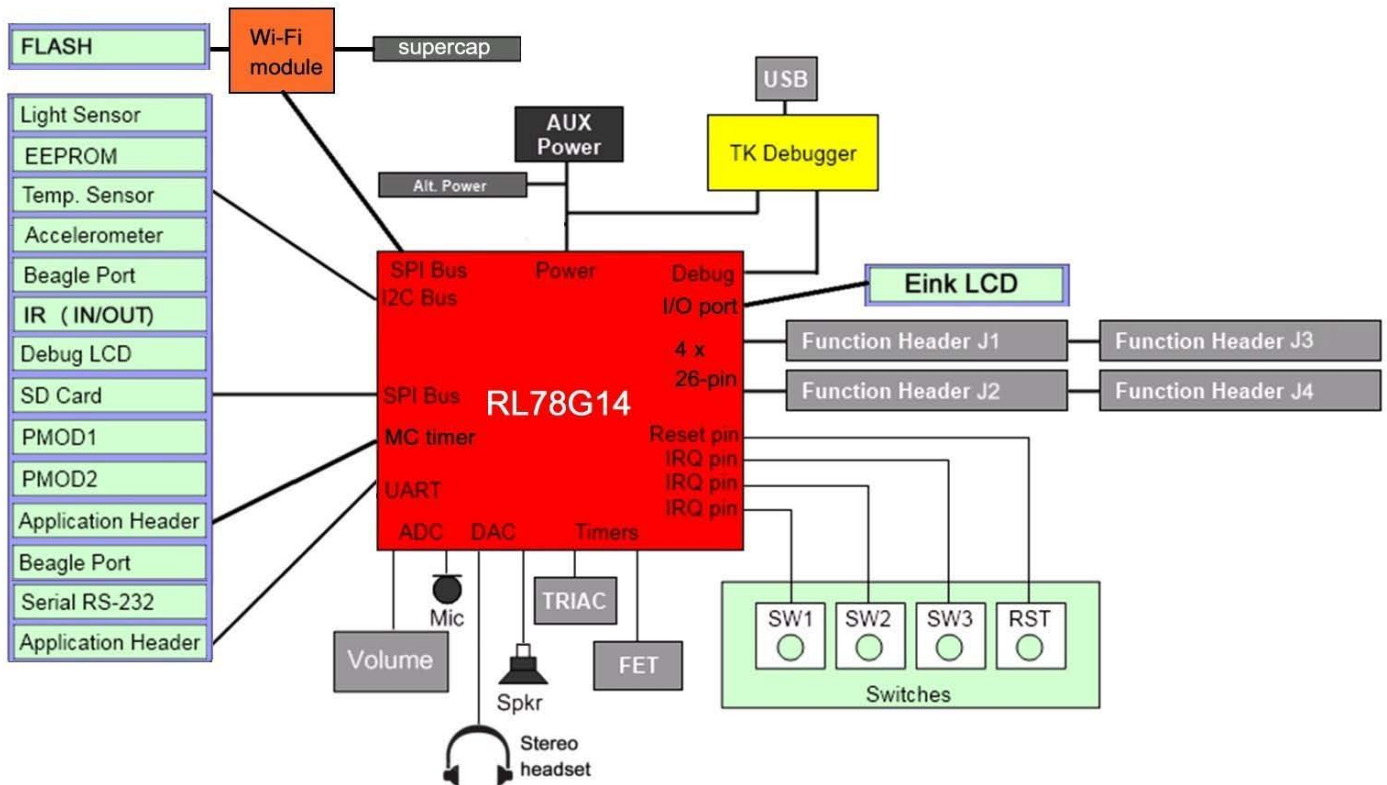 FLASH
Wi-Fi
module
supercap
Light Sensor
EEPROM
Temp. Sensor
Accelerometer
Beagle Port
IR ( IN/OUT)
Debug LCD
SD Card
PMOD1
PMOD2
Application Header
Beagle Port
Serial RS-232
Application Header
AUX
Power
Alt. Power
USB
TK Debugger
SPI Bus
Power
Debug
I2C Bus
I/O port
4 x
26-pin
SPI Bus
RL78G14
MC timer
UART
Reset pin
IRQ pin
IRQ pin
IRQ pin
ADC
DAC
Timers
Eink LCD
Function Header J1
Function Header J3
Function Header J2
Function Header J4
Volume
Mic
Spkr
TRIAC
FET
Stereo
headset
SW1
SW2
SW3
RST
Switches